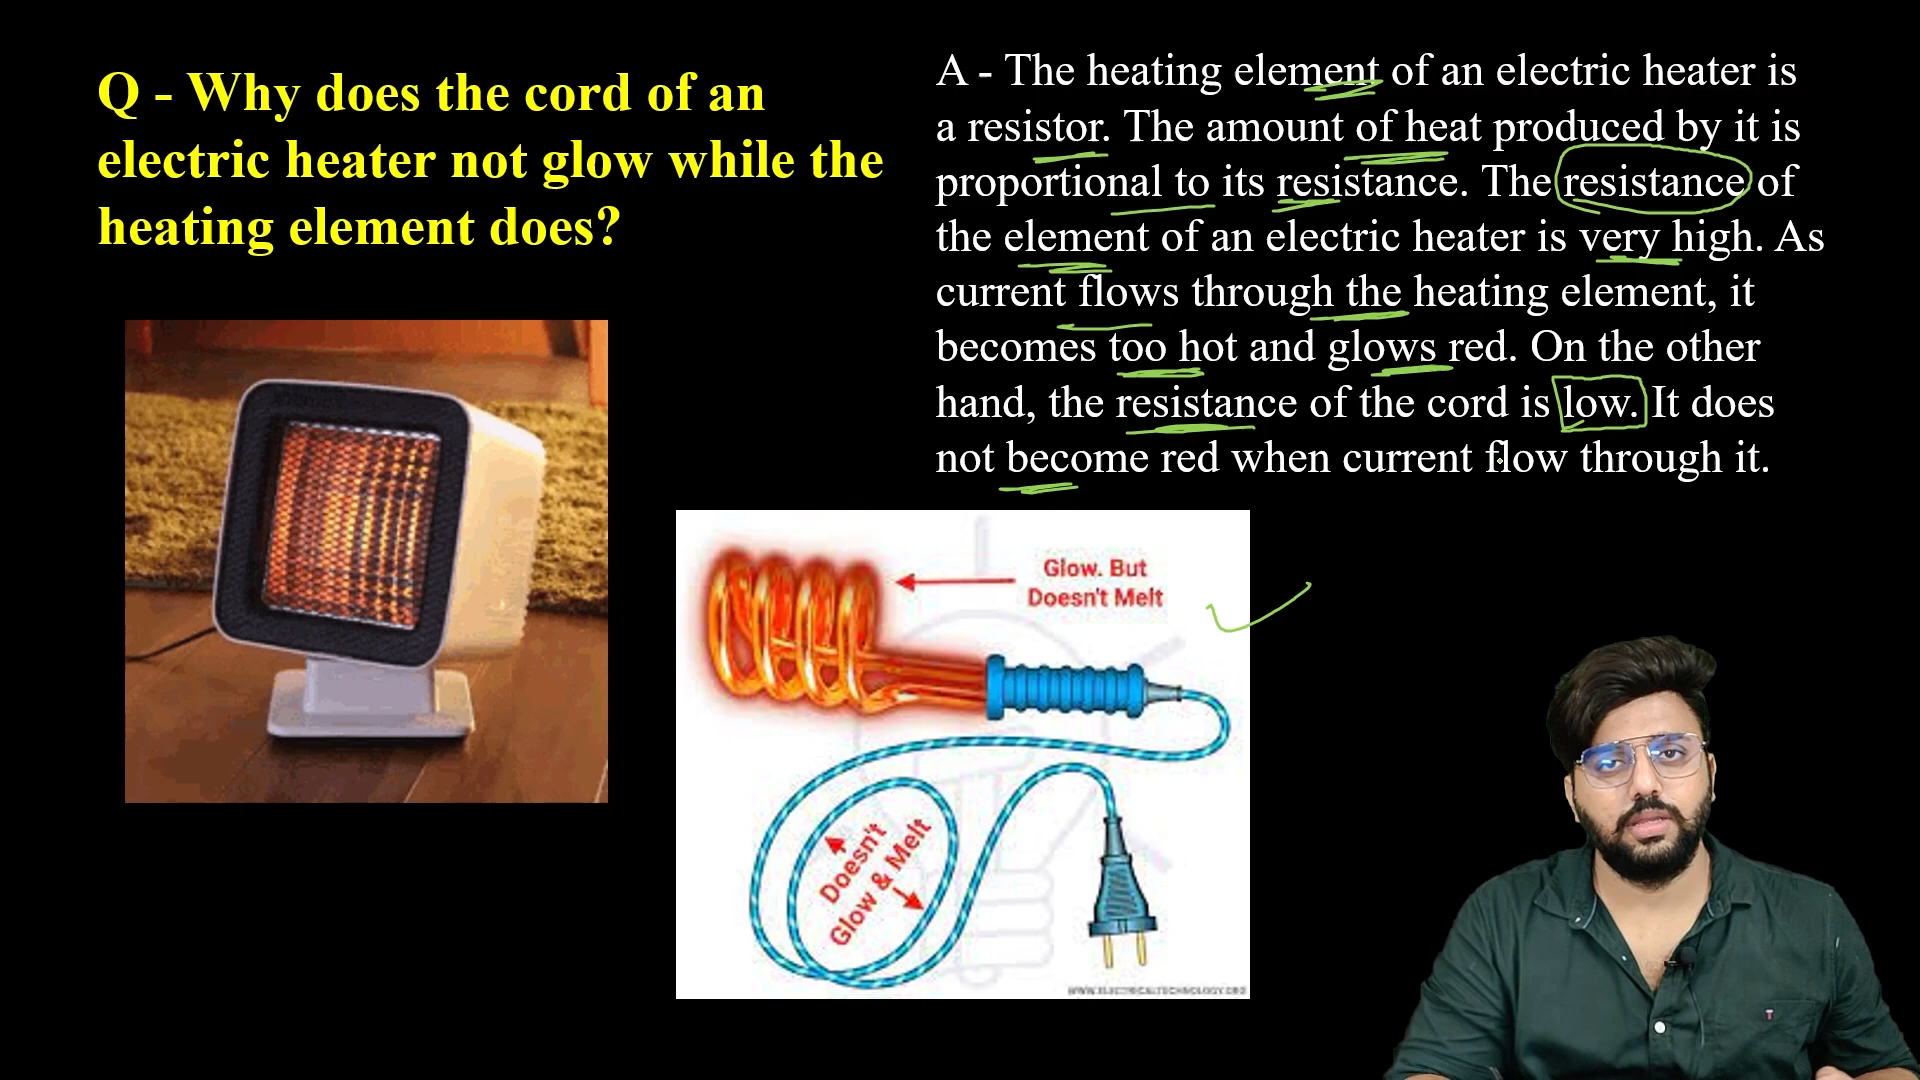 Q - Why does the cord of an
electric heater not glow while the
heating element does?
A - The heating element of an electric heater is
a resistor. The amount of heat produced by it is
proportional to its resistance. The resistance of
the element of an electric heater is very high. As
current flows through the heating element, it
becomes too hot and glows red. On the other
hand, the resistance of the cord is low. It does
not become red when current flow through it.
Glow. But
Doesn't Melt
Doesn't
Glow & Melt
WWW.ELECTRICALTECHNOLOGY.ORG
T